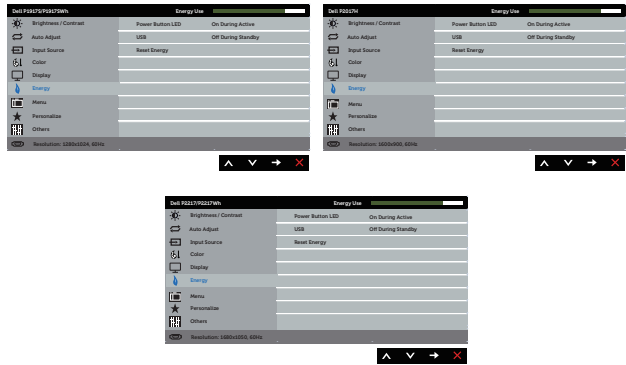 Dell P1917S/P1917SWh Energy Use
Brightness / Contrast Power Button LED On During Active
Auto Adjust USB Off During Standby
Input Source Reset Energy
Color
Display
Energy
Menu
Personalize
Others
Resolution: 1280x1024, 60Hz
Dell P2017H Energy Use
Brightness / Contrast Power Button LED On During Active
Auto Adjust USB Off During Standby
Input Source Reset Energy
Color
Display
Energy
Menu
Personalize
Others
Resolution: 1600x900, 60Hz
Dell P2217/P2217Wh Energy Use
Brightness / Contrast Power Button LED On During Active
Auto Adjust USB Off During Standby
Input Source Reset Energy
Color
Display
Energy
Menu
Personalize
Others
Resolution: 1680x1050, 60Hz